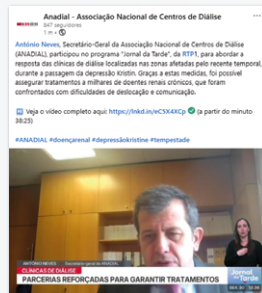 Anadial - Associação Nacional de Centros de Diálise
847 seguidores
1 m •
António Neves, Secretário-Geral da Associação Nacional de Centros de Diálise
(ANADIAL), participou no programa "Jornal da Tarde", da RTP1, para abordar a
resposta das clínicas de diálise localizadas nas zonas afetadas pelo recente temporal,
durante a passagem da depressão Kristin. Graças a estas medidas, foi possível
assegurar tratamentos a milhares de doentes renais crónicos, que foram
confrontados com dificuldades de deslocação e comunicação.
Veja o vídeo completo aqui: https://lnkd.in/eC5X4XCp (a partir do minuto
38:25)
#ANADIAL #doençarenal #depressãokristine #tempestade
ANTÓNIO NEVES Secretário-geral da ANADIAL
CLÍNICAS DE DIÁLISE
PARCERIAS REFORÇADAS PARA GARANTIR TRATAMENTOS
Jornal
da Tarde